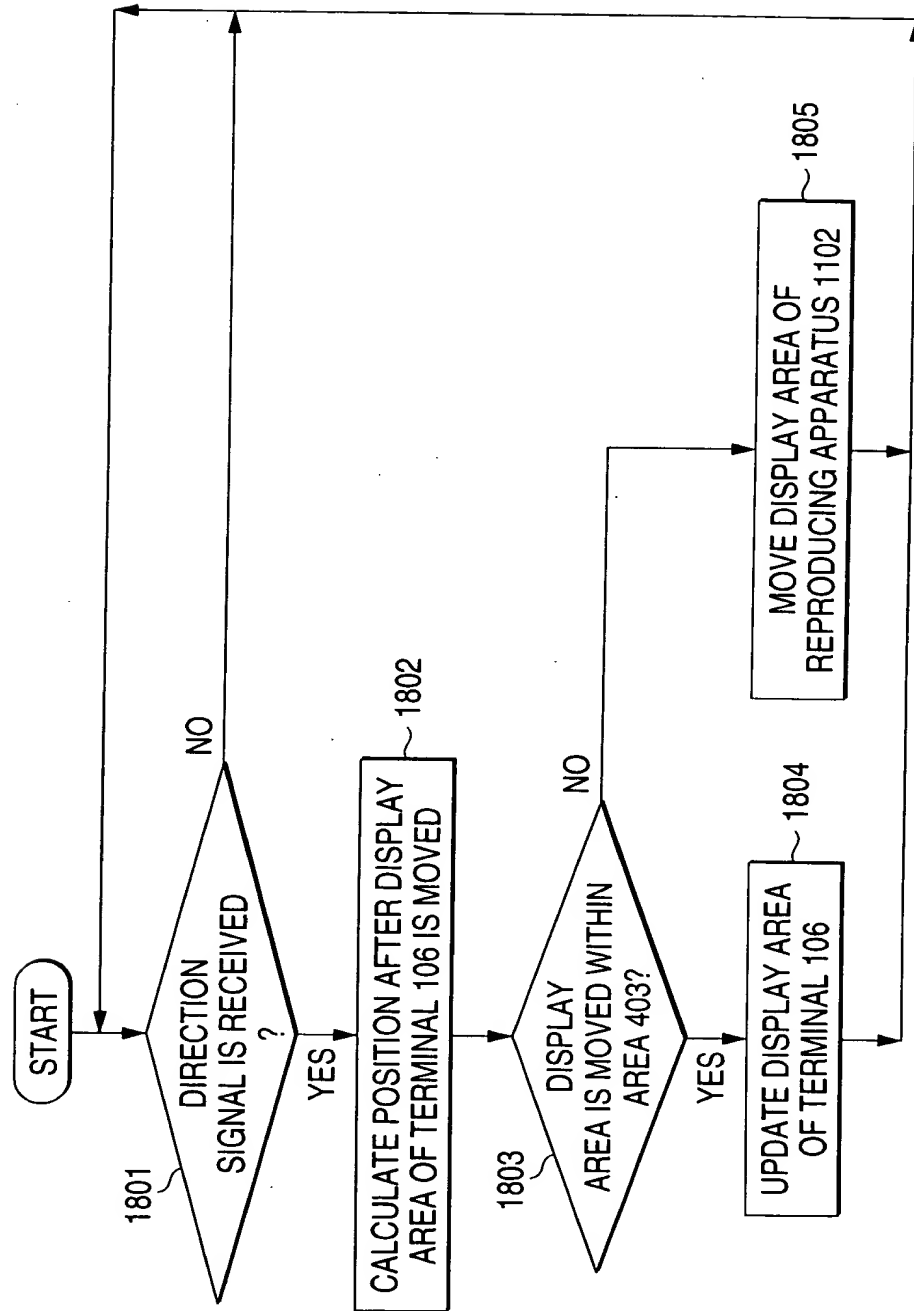 START
1801
DIRECTION
SIGNAL IS RECEIVED
?
NO
YES
1802
CALCULATE POSITION AFTER DISPLAY
AREA OF TERMINAL 106 IS MOVED
1803
DISPLAY
AREA IS MOVED WITHIN
AREA 403?
NO
YES
1804
UPDATE DISPLAY AREA
OF TERMINAL 106
1805
MOVE DISPLAY AREA OF
REPRODUCING APPARATUS 1102